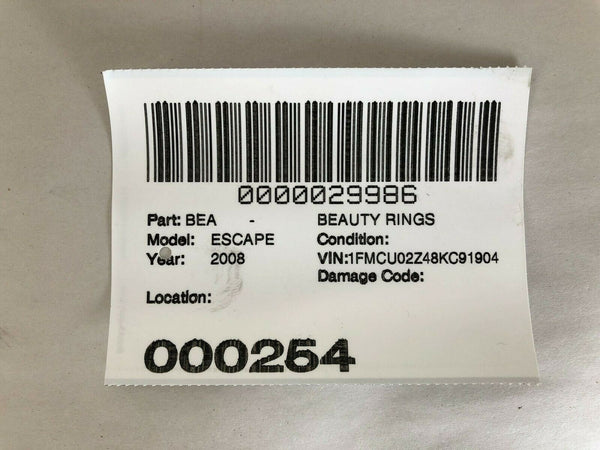 0000029986
Part: BEA - BEAUTY RINGS
Model: ESCAPE Condition:
Year: 2008 VIN:1FMCU02Z48KC91904
Damage Code:
Location:
000254